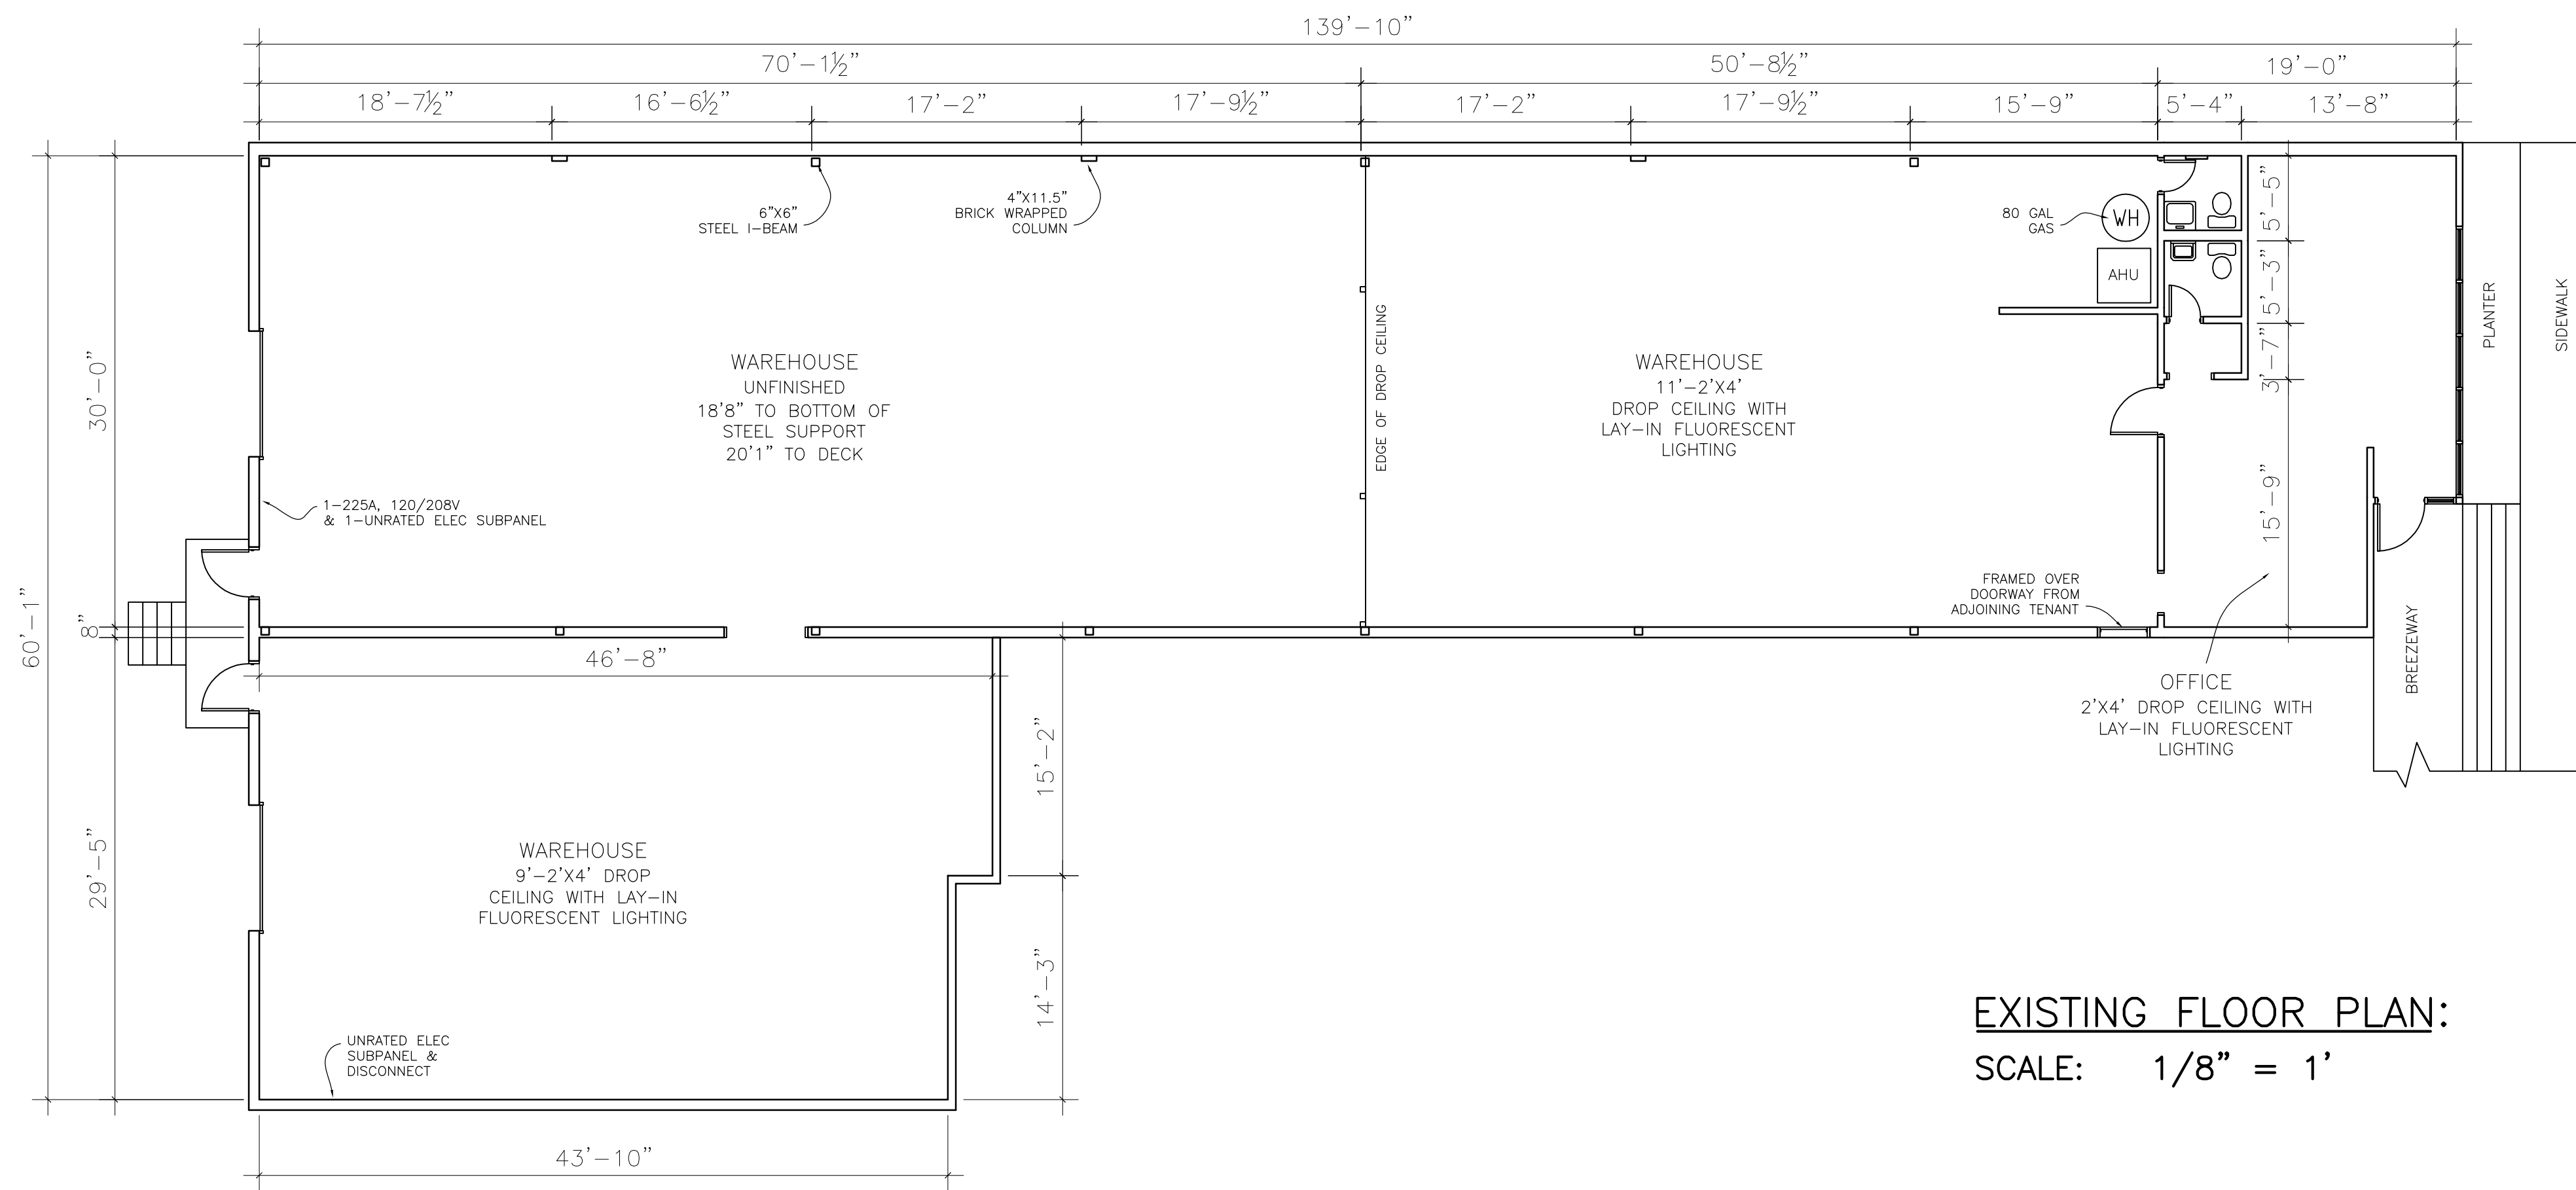 139'-10"
70'-1½"
50'-8½"
19'-0"
18'-7½"
16'-6½"
17'-2"
17'-9½"
17'-2"
17'-9½"
15'-9"
5'-4"
13'-8"
6"X6"
STEEL I-BEAM
4"X11.5"
BRICK WRAPPED
COLUMN
80 GAL
GAS
WH
AHU
5'-5"
5'-3"
3'-7"
15'-9"
PLANTER
SIDEWALK
30'-0"
60'-1"
8"
29'-5"
WAREHOUSE
UNFINISHED
18'8" TO BOTTOM OF
STEEL SUPPORT
20'1" TO DECK
EDGE OF DROP CEILING
WAREHOUSE
11'-2'X4'
DROP CEILING WITH
LAY-IN FLUORESCENT
LIGHTING
1-225A, 120/208V
& 1-UNRATED ELEC SUBPANEL
FRAMED OVER
DOORWAY FROM
ADJOINING TENANT
BREEZEWAY
46'-8"
OFFICE
2'X4' DROP CEILING WITH
LAY-IN FLUORESCENT
LIGHTING
15'-2"
14'-3"
WAREHOUSE
9'-2'X4' DROP
CEILING WITH LAY-IN
FLUORESCENT LIGHTING
UNRATED ELEC
SUBPANEL &
DISCONNECT
43'-10"
EXISTING FLOOR PLAN:
SCALE: 1/8" = 1'